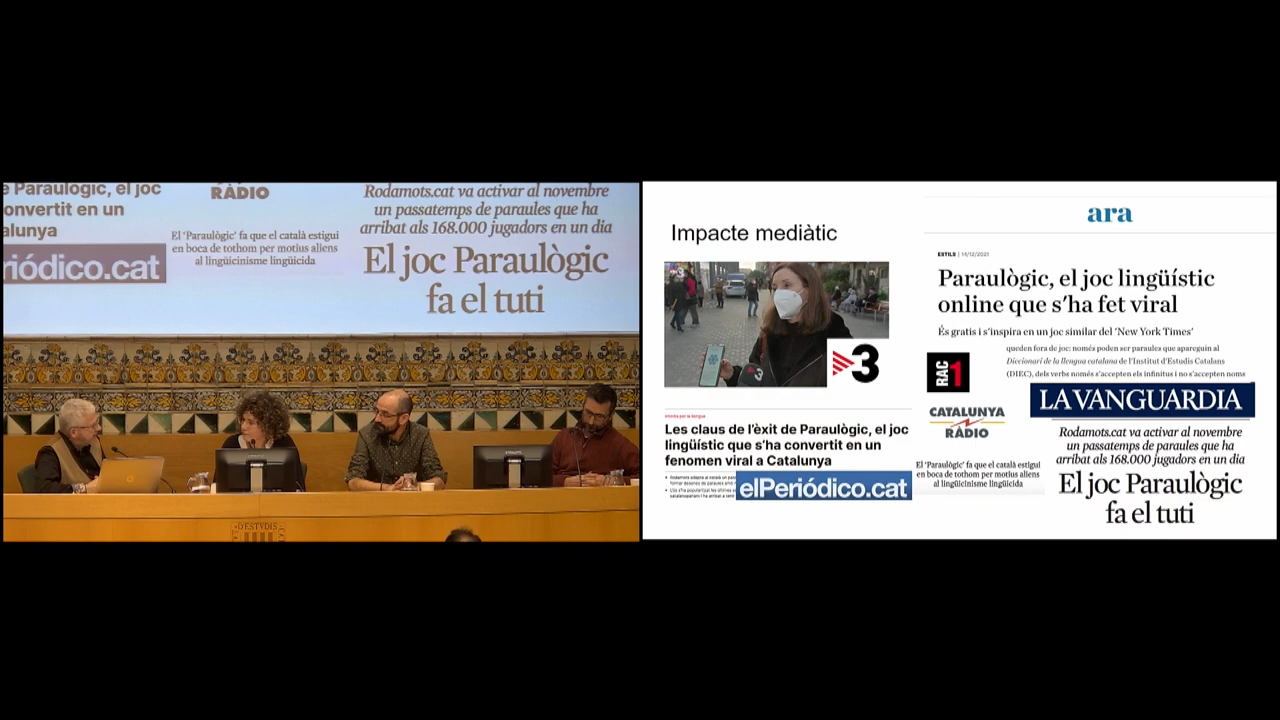 e Paraulògic, el joc
onvertit en un
alunya
riódico.cat
RÀDIO
El 'Paraulògic' fa que el català estigui
en boca de tothom per motius aliens
al lingüicinisme lingüicida
Rodamots.cat va activar al novembre
un passatemps de paraules que ha
arribat als 168.000 jugadors en un dia
El joc Paraulògic
fa el tuti
D'ESTVDIS
Impacte mediàtic
3
3
Les claus de l'èxit de Paraulògic, el joc
lingüístic que s'ha convertit en un
fenomen viral a Catalunya
elPeriódico.cat
ara
ESTILS | 14/12/2021
Paraulògic, el joc lingüístic
online que s'ha fet viral
És gratis i s'inspira en un joc similar del 'New York Times'
queden fora de joc: només poden ser paraules que apareguin al
Diccionari de la llengua catalana de l'Institut d'Estudis Catalans
(DIEC), dels verbs només s'accepten els infinitus i no s'accepten noms
RAC1
CATALUNYA
RÀDIO
El 'Paraulògic' fa que el català estigui
en boca de tothom per motius aliens
al lingüicinisme lingüicida
LA VANGUARDIA
Rodamots.cat va activar al novembre
un passatemps de paraules que ha
arribat als 168.000 jugadors en un dia
El joc Paraulògic
fa el tuti